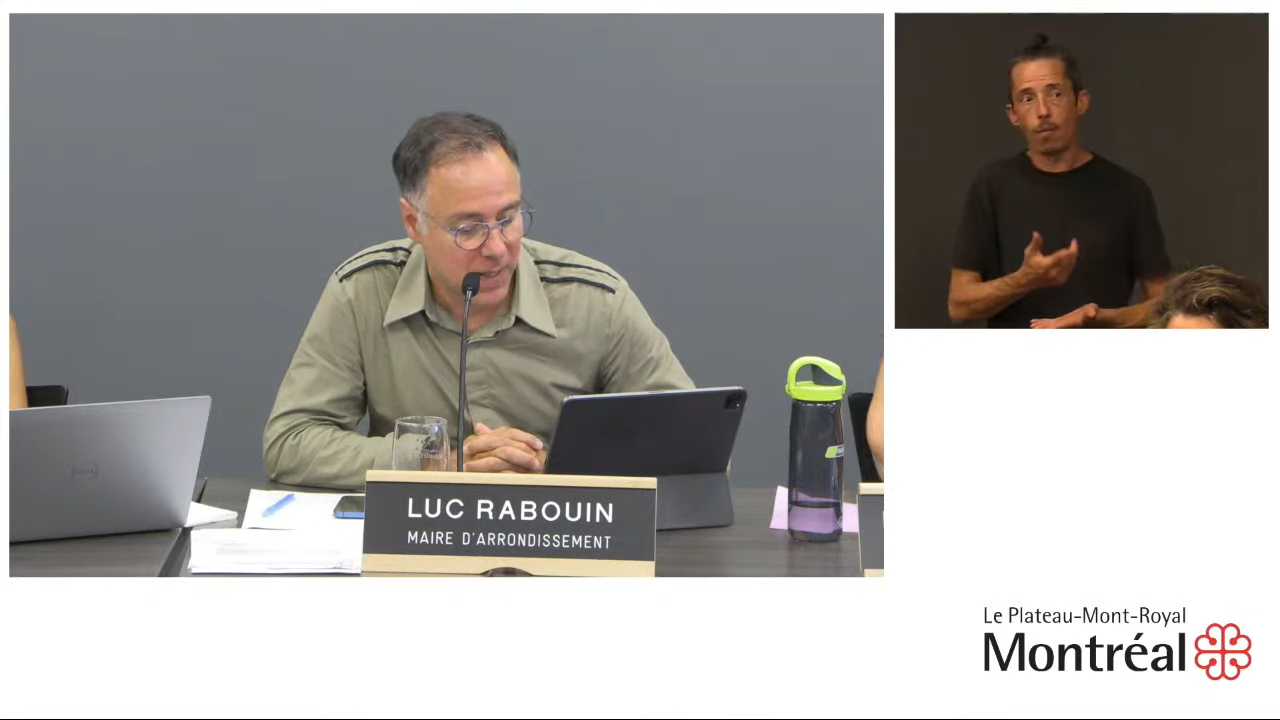 LUC RABOUIN
MAIRE D'ARRONDISSEMENT
Le Plateau-Mont-Royal
Montréal